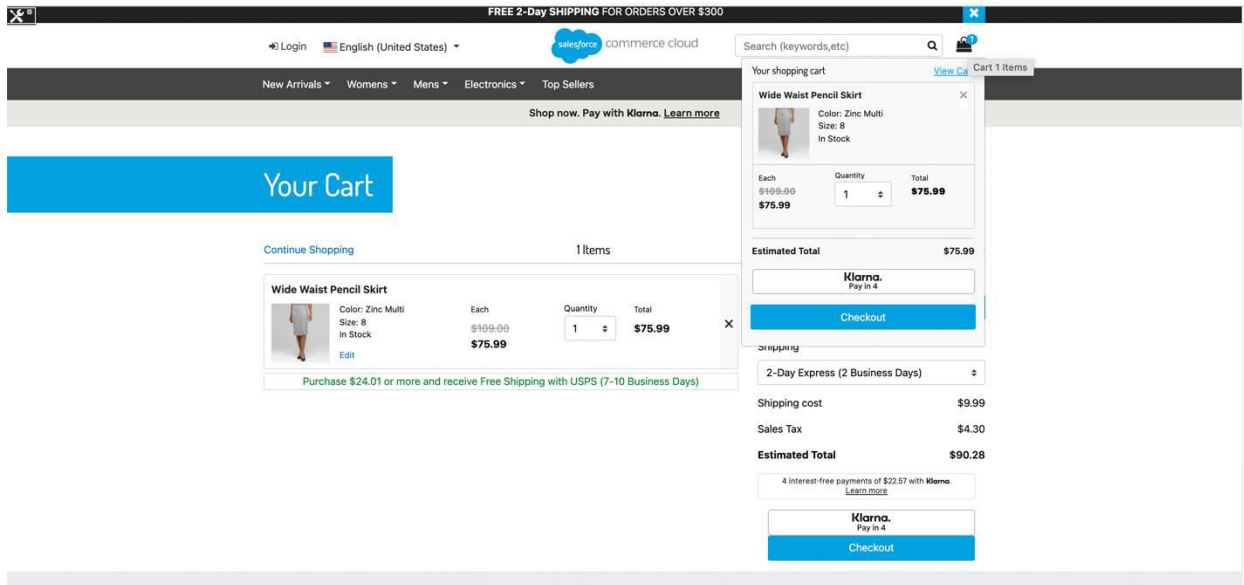 FREE 2-Day SHIPPING FOR ORDERS OVER $300
Login English (United States)
salesforce commerce cloud
Search (keywords,etc)
1
Cart 1 Items
New Arrivals Womens Mens Electronics Top Sellers
Shop now. Pay with Klarna. Learn more
Your shopping cart View Ca
Wide Waist Pencil Skirt
Color: Zinc Multi
Size: 8
In Stock
Each Quantity Total
$109.00 1 $75.99
$75.99
Estimated Total $75.99
Klarna.
Pay in 4
Checkout
Your Cart
Continue Shopping 1 Items
Wide Waist Pencil Skirt
Color: Zinc Multi Each Quantity Total
Size: 8 $109.00 1 $75.99
In Stock $75.99
Edit
Purchase $24.01 or more and receive Free Shipping with USPS (7-10 Business Days)
Shipping
2-Day Express (2 Business Days)
Shipping cost $9.99
Sales Tax $4.30
Estimated Total $90.28
4 interest-free payments of $22.57 with Klarna.
Learn more
Klarna.
Pay in 4
Checkout